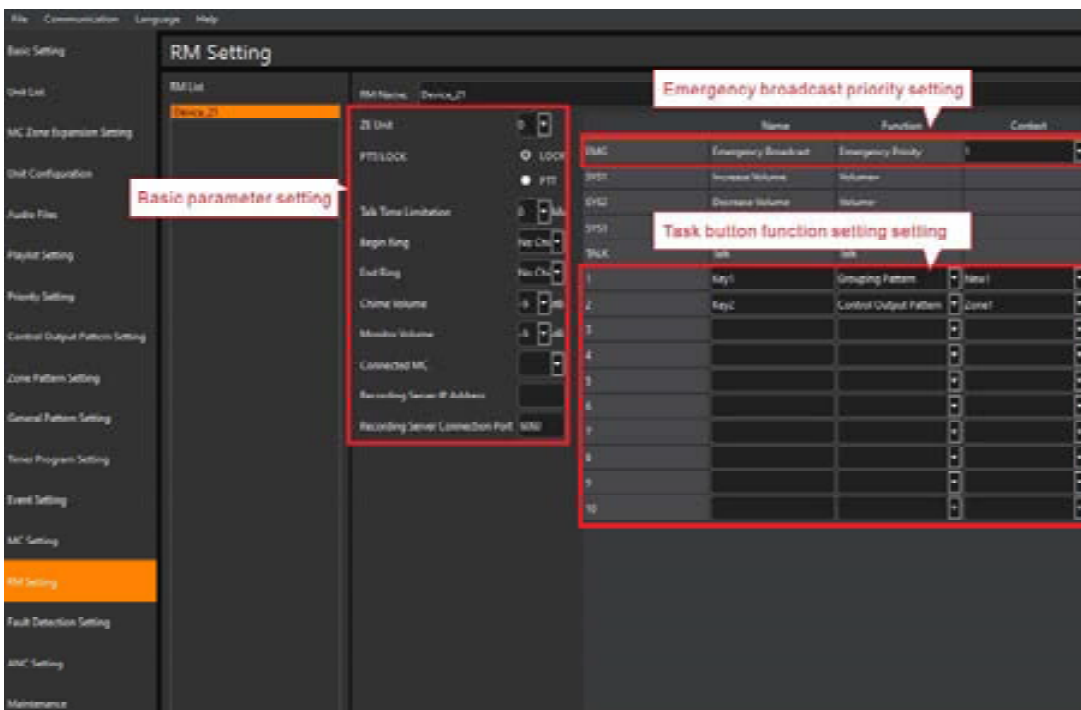 File Communication Language Help
Basic Setting
RM Setting
Unit List
RM List
RM Name Device_21
Emergency broadcast priority setting
Device_21
ZE Unit 0
Name Function Content
MC Zone Expansion Setting
PTT/LOCK LOCK
EMG Emergency Broadcast Emergency Priority 1
PTT
SYS1 Increase Volume Volume+
Unit Configuration
Basic parameter setting
SYS2 Decrease Volume Volume-
Audio Files
Talk Time Limitation 0
SYS3
Task button function setting setting
Begin Ring No Chi
TALK Talk Talk
Playlist Setting
End Ring No Chi
1 Key1 Grouping Pattern New1
Priority Setting
Chime Volume dB
2 Key2 Control Output Pattern Zone1
Control Output Pattern Setting
Monitor Volume dB
3
Connected MC
4
Zone Pattern Setting
Recording Server IP Address
5
General Pattern Setting
6
Recording Server Connection Port
7
Timer Program Setting
8
Event Setting
9
10
MC Setting
RM Setting
Fault Detection Setting
ANC Setting
Maintenance